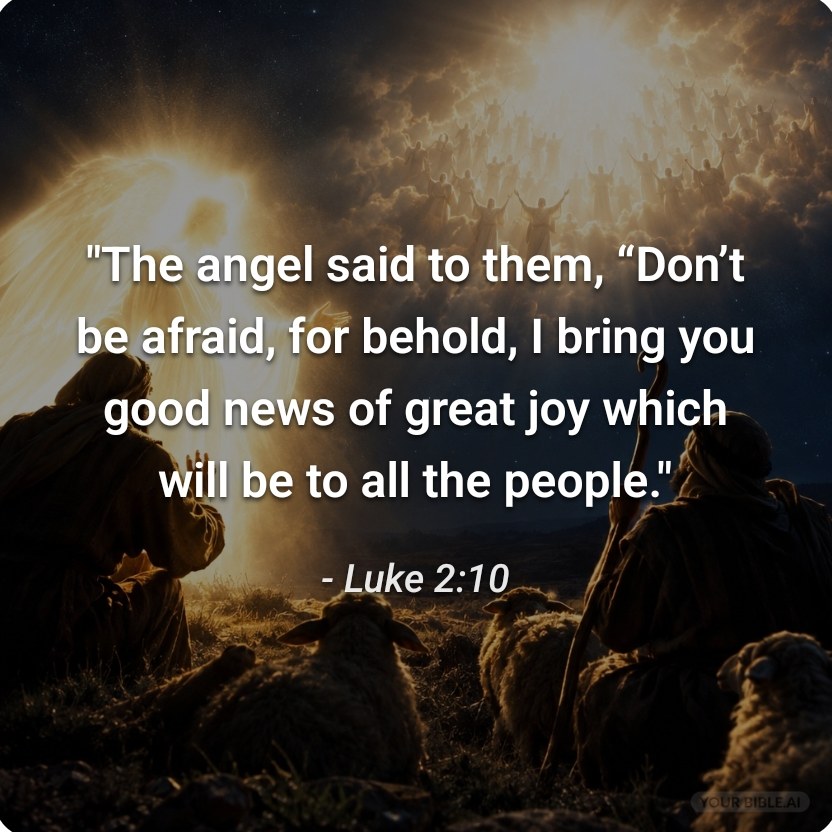 "The angel said to them, “Don’t
be afraid, for behold, I bring you
good news of great joy which
will be to all the people."
- Luke 2:10
YOUR BIBLE.AI